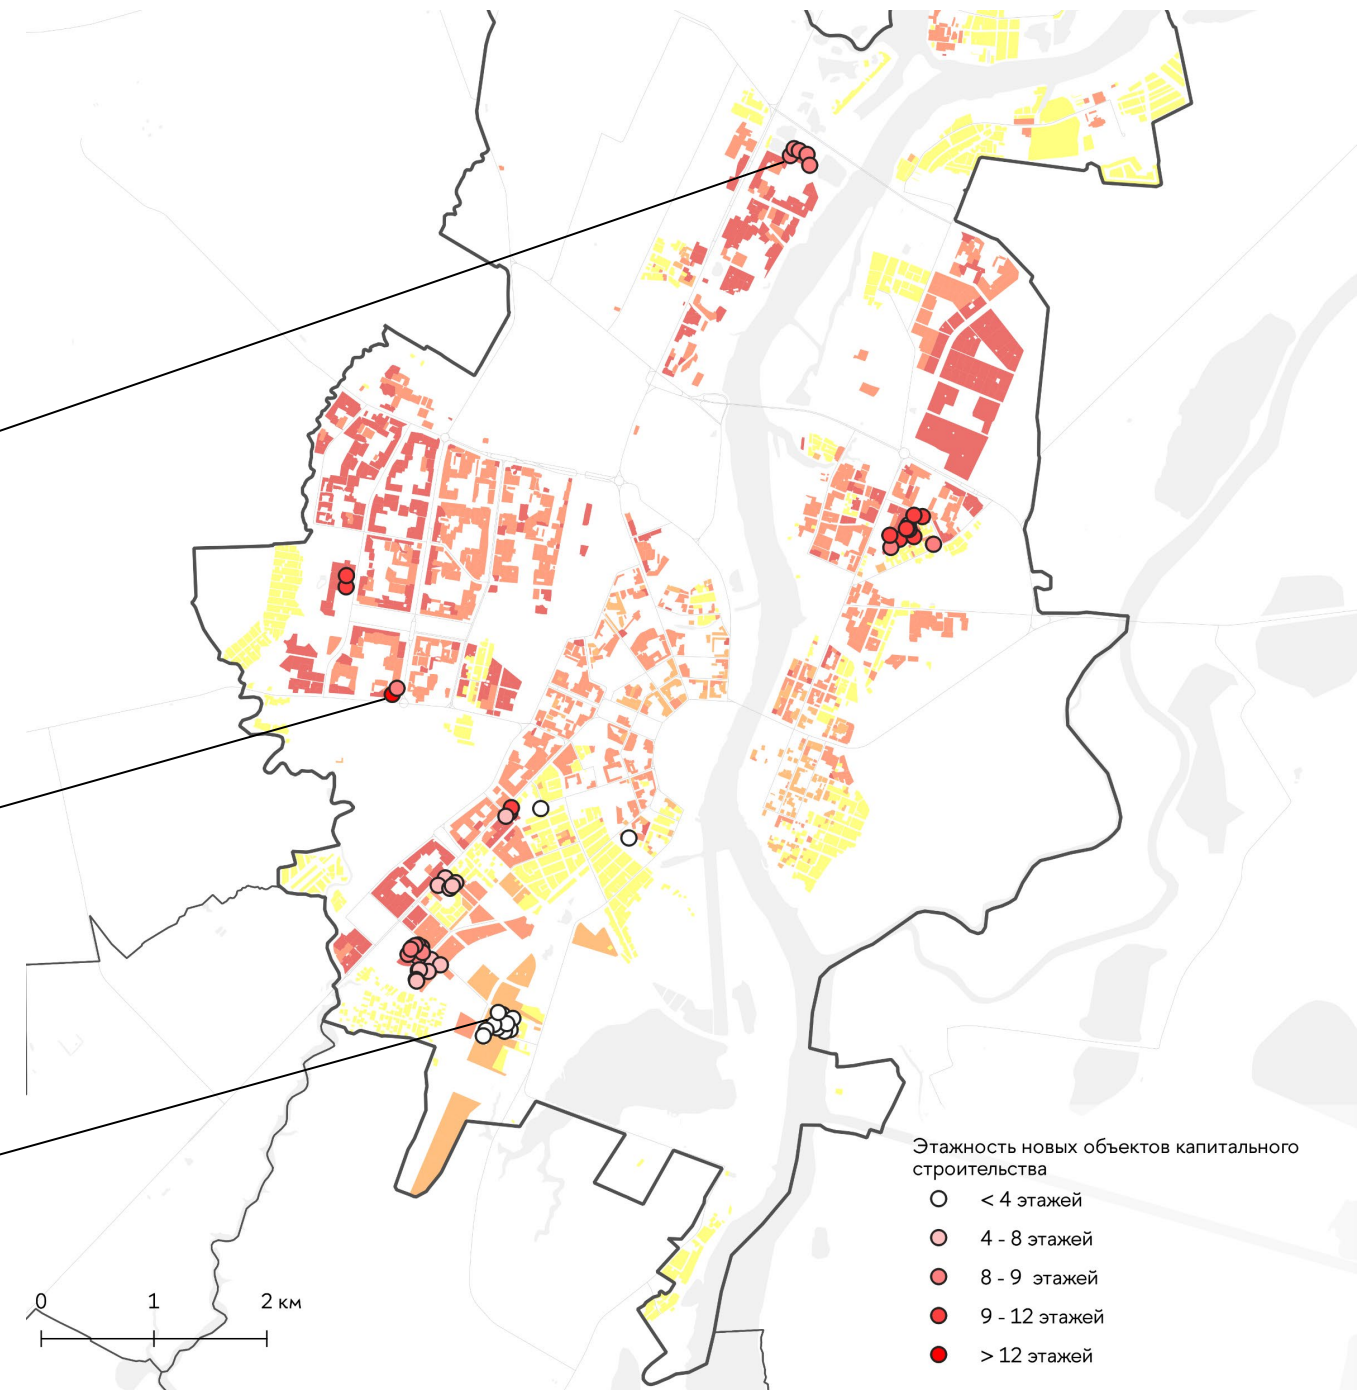 Этажность новых объектов капитального
строительства
< 4 этажей
4 - 8 этажей
8 - 9 этажей
9 - 12 этажей
> 12 этажей
0 1 2 км